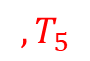 , T₅